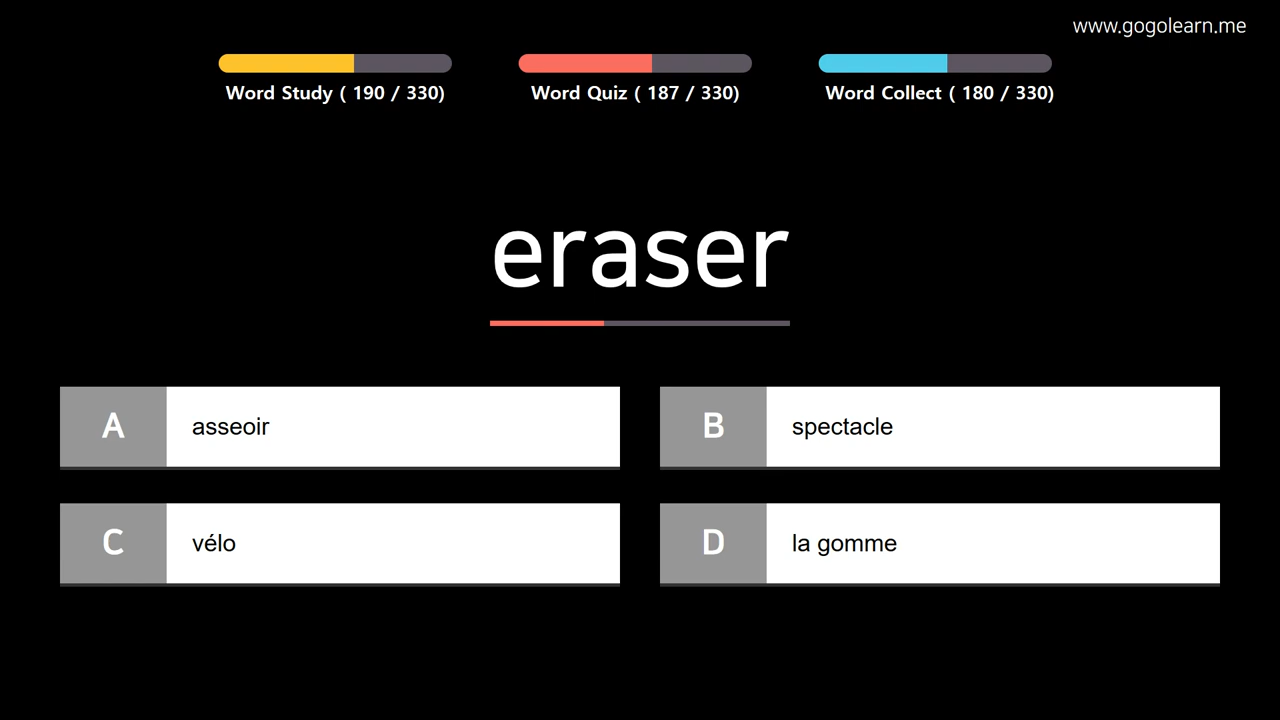 www.gogolearn.me
Word Study ( 190 / 330)
Word Quiz ( 187 / 330)
Word Collect ( 180 / 330)
eraser
A
asseoir
B
spectacle
C
vélo
D
la gomme